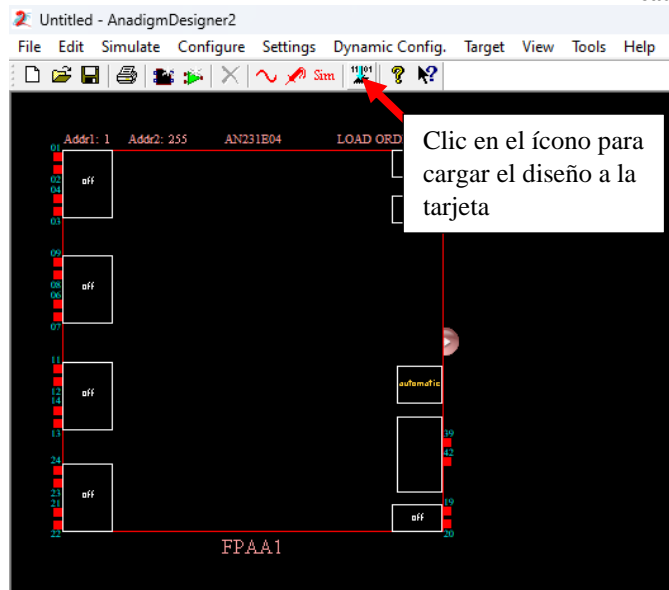 Untitled - AnadigmDesigner2
File Edit Simulate Configure Settings Dynamic Config. Target View Tools Help
Sim
Addr1: 1 Addr2: 255 AN231E04 LOAD ORD
Clic en el ícono para
cargar el diseño a la
tarjeta
01
02
off
04
03
09
08
off
06
07
11
automatic
12
off
14
13
39
42
24
23
off
21
19
off
22
20
FPAA1